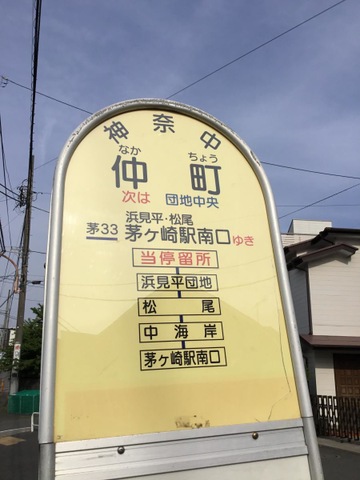 神奈中
なか ちょう
仲町
次は 団地中央
浜見平・松尾
茅33 茅ヶ崎駅南口ゆき
当停留所
浜見平団地
松尾
中海岸
茅ヶ崎駅南口